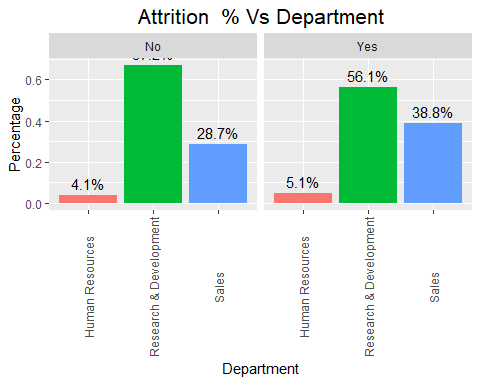 Attrition  % Vs Department
No
Yes
Percentage
0.6
0.4
0.2
0.0
4.1%
28.7%
5.1%
56.1%
38.8%
Human Resources
Research & Development
Sales
Human Resources
Research & Development
Sales
Department